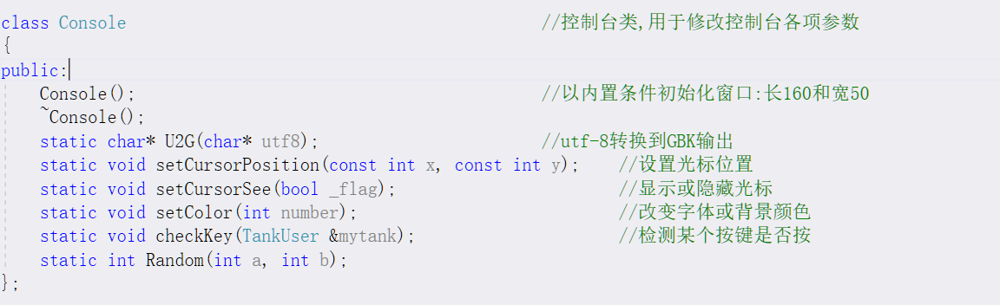 class Console //控制台类,用于修改控制台各项参数
{
public:
Console(); //以内置条件初始化窗口:长160和宽50
~Console();
static char* U2G(char* utf8); //utf-8转换到GBK输出
static void setCursorPosition(const int x, const int y); //设置光标位置
static void setCursorSee(bool _flag); //显示或隐藏光标
static void setColor(int number); //改变字体或背景颜色
static void checkKey(TankUser &mytank); //检测某个按键是否按
static int Random(int a, int b);
};